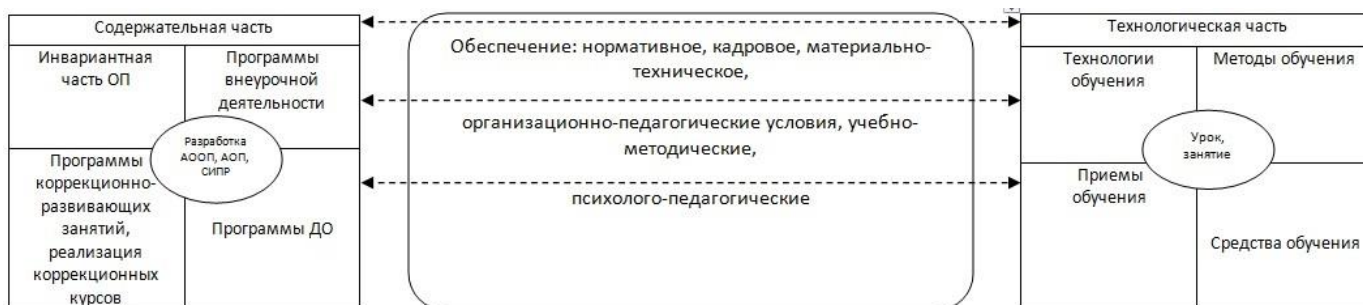 Содержательная часть
Инвариантная
часть ОП
Программы
внеурочной
деятельности
Разработка
АООП, АОП,
СИПР
Программы
коррекционно-
развивающих
занятий,
реализация
коррекционных
курсов
Программы ДО
Обеспечение: нормативное, кадровое, материально-
техническое,
организационно-педагогические условия, учебно-
методические,
психолого-педагогические
Технологическая часть
Технологии
обучения
Методы обучения
Урок,
занятие
Приемы
обучения
Средства обучения